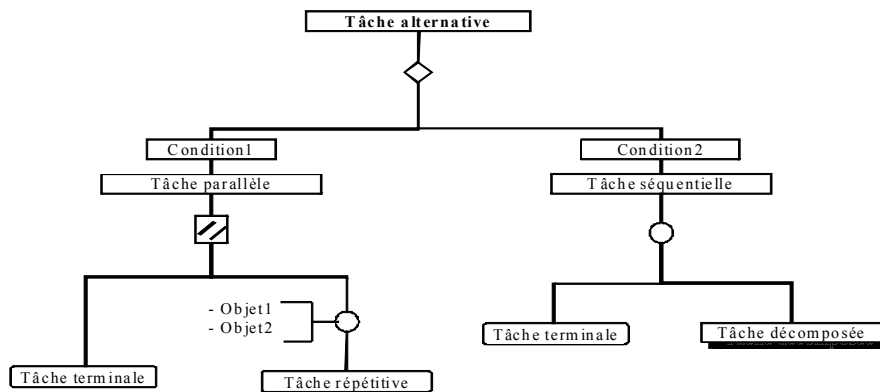 Tâche alternative
Condition1
Condition2
Tâche parallèle
Tâche séquentielle
- Objet1
- Objet2
Tâche terminale
Tâche décomposée
Tâche terminale
Tâche répétitive